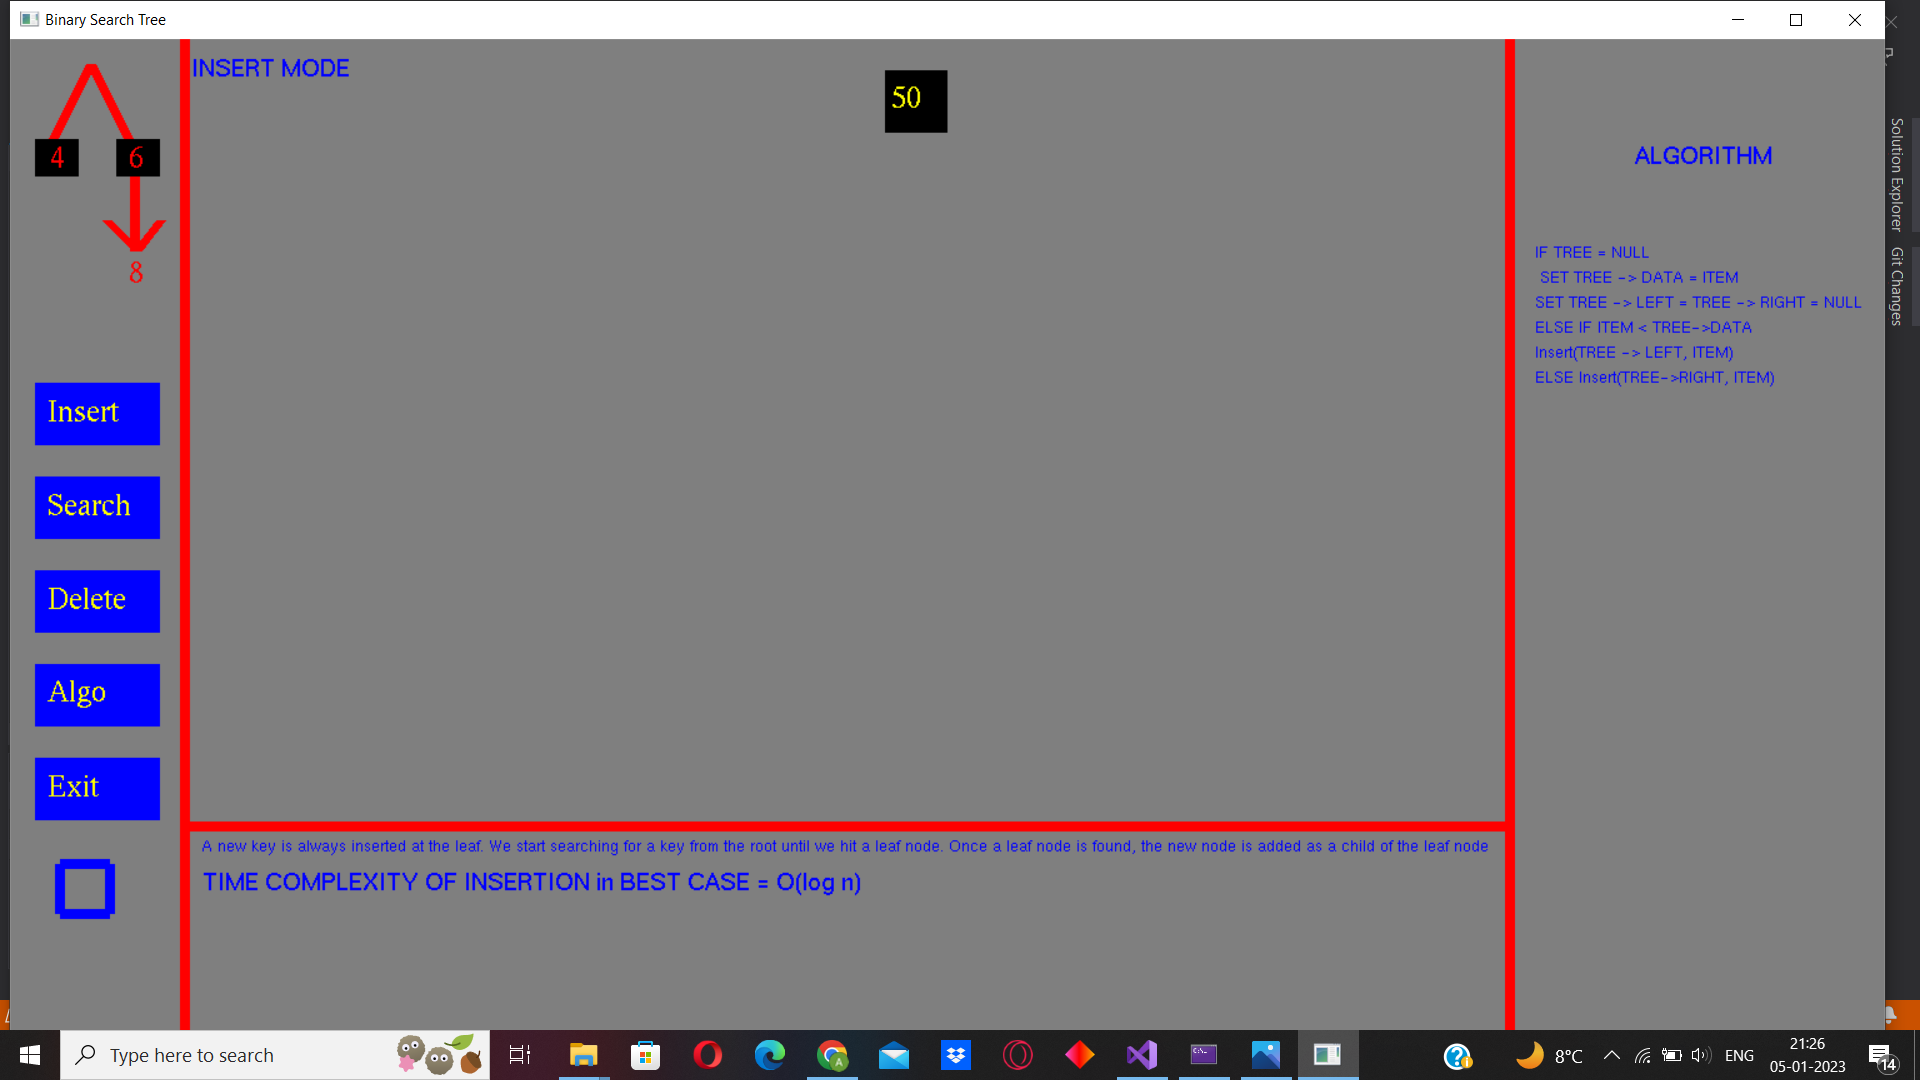 Binary Search Tree
INSERT MODE
50
4
6
8
Insert
Search
Delete
Algo
Exit
ALGORITHM
IF TREE = NULL
SET TREE -> DATA = ITEM
SET TREE -> LEFT = TREE -> RIGHT = NULL
ELSE IF ITEM < TREE->DATA
Insert(TREE -> LEFT, ITEM)
ELSE Insert(TREE->RIGHT, ITEM)
A new key is always inserted at the leaf. We start searching for a key from the root until we hit a leaf node. Once a leaf node is found, the new node is added as a child of the leaf node
TIME COMPLEXITY OF INSERTION in BEST CASE = O(log n)
Solution Explorer
Git Changes
Type here to search
8°C
ENG
21:26
05-01-2023
14